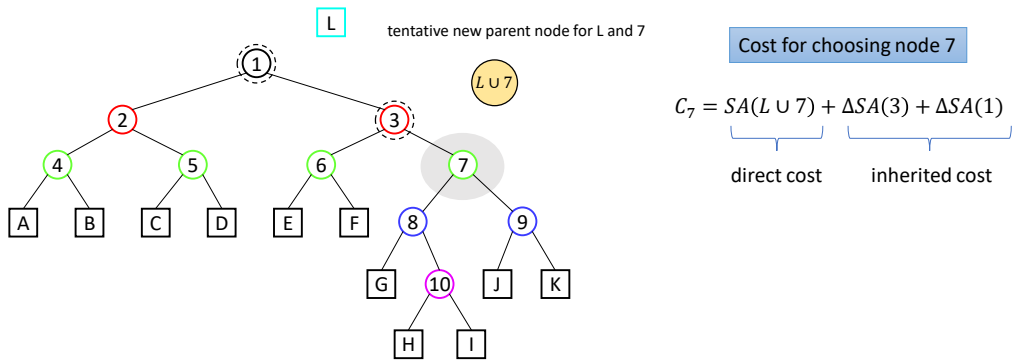 L
tentative new parent node for L and 7
Cost for choosing node 7
1
L ∪ 7
C₇ = SA(L ∪ 7) + ΔSA(3) + ΔSA(1)
2
3
4
5
6
7
direct cost
inherited cost
A
B
C
D
E
F
8
9
G
10
J
K
H
I